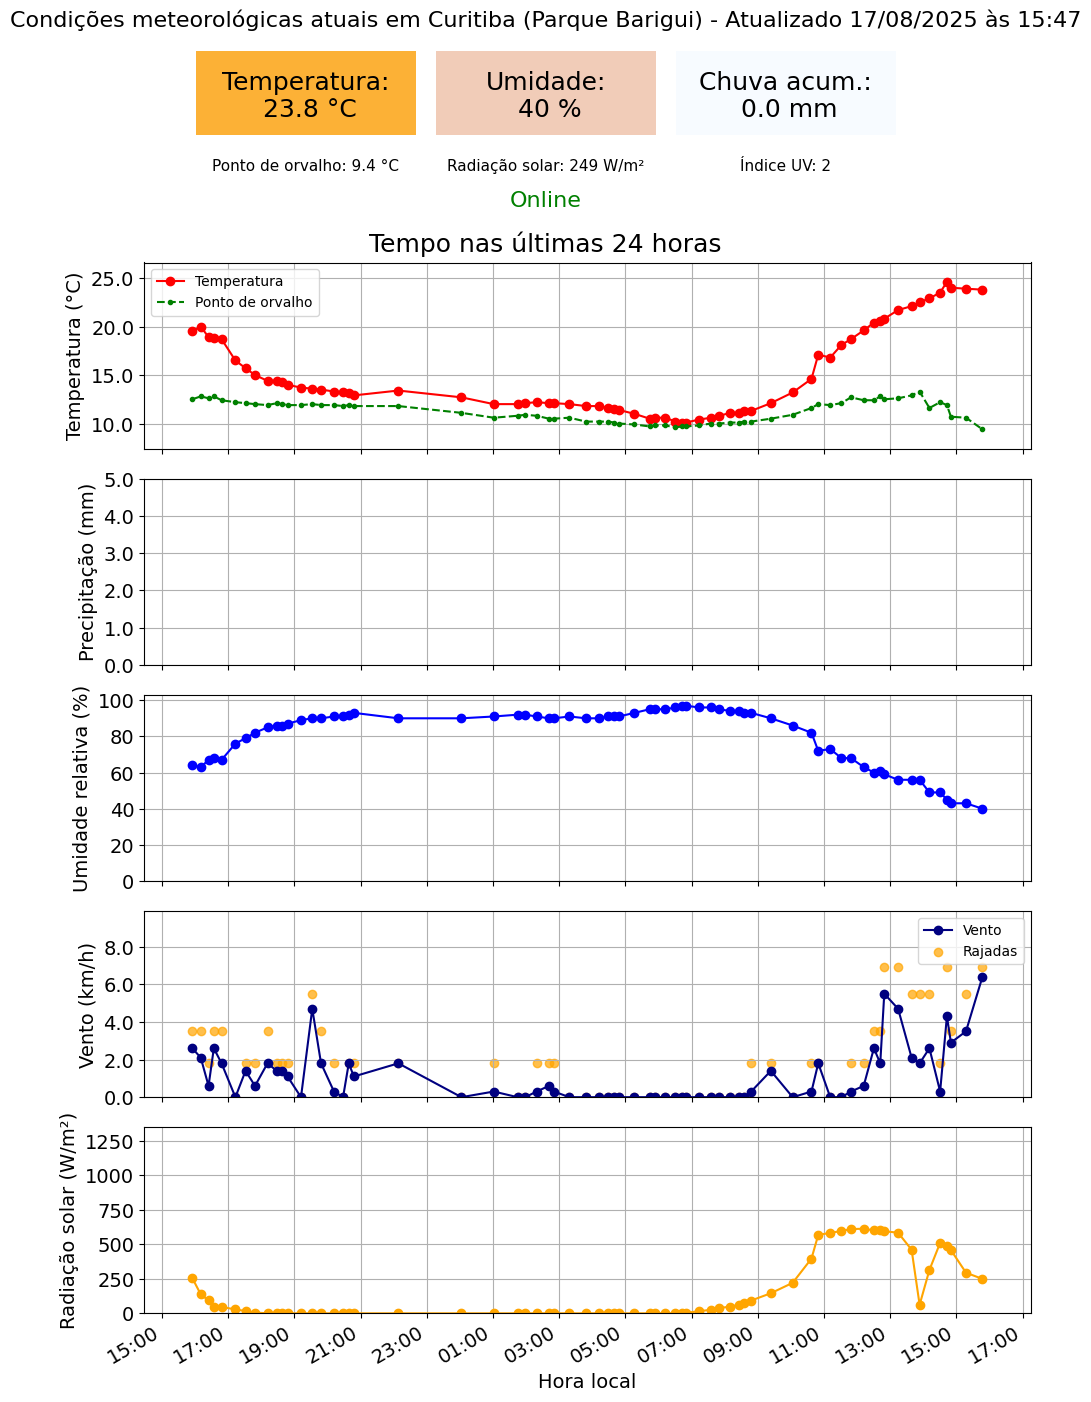 Condições meteorológicas atuais em Curitiba (Parque Barigui) - Atualizado 17/08/2025 às 15:47
Temperatura:
23.8 °C
Umidade:
40 %
Chuva acum.:
0.0 mm
Ponto de orvalho: 9.4 °C
Radiação solar: 249 W/m²
Índice UV: 2
Online
Tempo nas últimas 24 horas
Temperatura (°C)
25.0
20.0
15.0
10.0
Temperatura
Ponto de orvalho
Precipitação (mm)
5.0
4.0
3.0
2.0
1.0
0.0
Umidade relativa (%)
100
80
60
40
20
0
Vento (km/h)
8.0
6.0
4.0
2.0
0.0
Vento
Rajadas
Radiação solar (W/m²)
1250
1000
750
500
250
0
15:00
17:00
19:00
21:00
23:00
01:00
03:00
05:00
07:00
09:00
11:00
13:00
15:00
17:00
Hora local